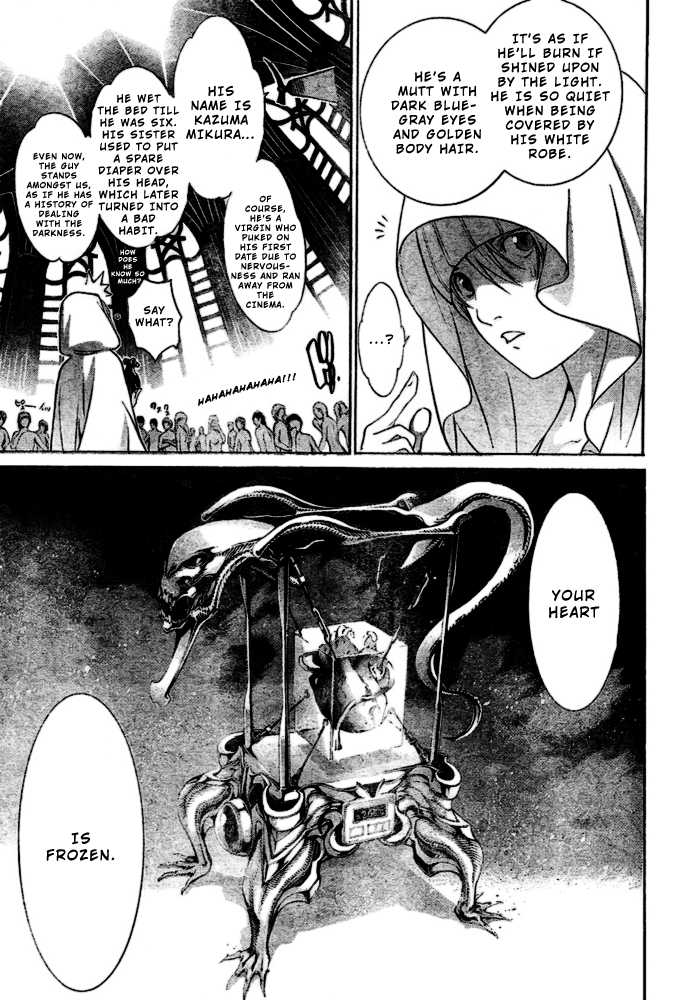 IT'S AS IF
HE'LL BURN IF
SHINED UPON
BY THE LIGHT.
HE IS SO QUIET
WHEN BEING
COVERED BY
HIS WHITE
ROBE.
HE'S A
MUTT WITH
DARK BLUE-
GRAY EYES
AND GOLDEN
BODY HAIR.
...?
HIS
NAME IS
KAZUMA
MIKURA...
HE WET
THE BED TILL
HE WAS SIX.
HIS SISTER
USED TO PUT
A SPARE
DIAPER OVER
HIS HEAD,
WHICH LATER
TURNED INTO
A BAD
HABIT.
EVEN NOW,
THE GUY
STANDS
AMONGST US,
AS IF HE HAS
A HISTORY OF
DEALING
WITH THE
DARKNESS.
OF
COURSE,
HE'S A
VIRGIN WHO
PUKED ON
HIS FIRST
DATE DUE TO
NERVOUS-
NESS AND RAN
AWAY FROM
THE
CINEMA.
HOW
DOES
HE
KNOW SO
MUCH?
SAY
WHAT?
HAHAHAHAHAHA!!!
YOUR
HEART
IS
FROZEN.